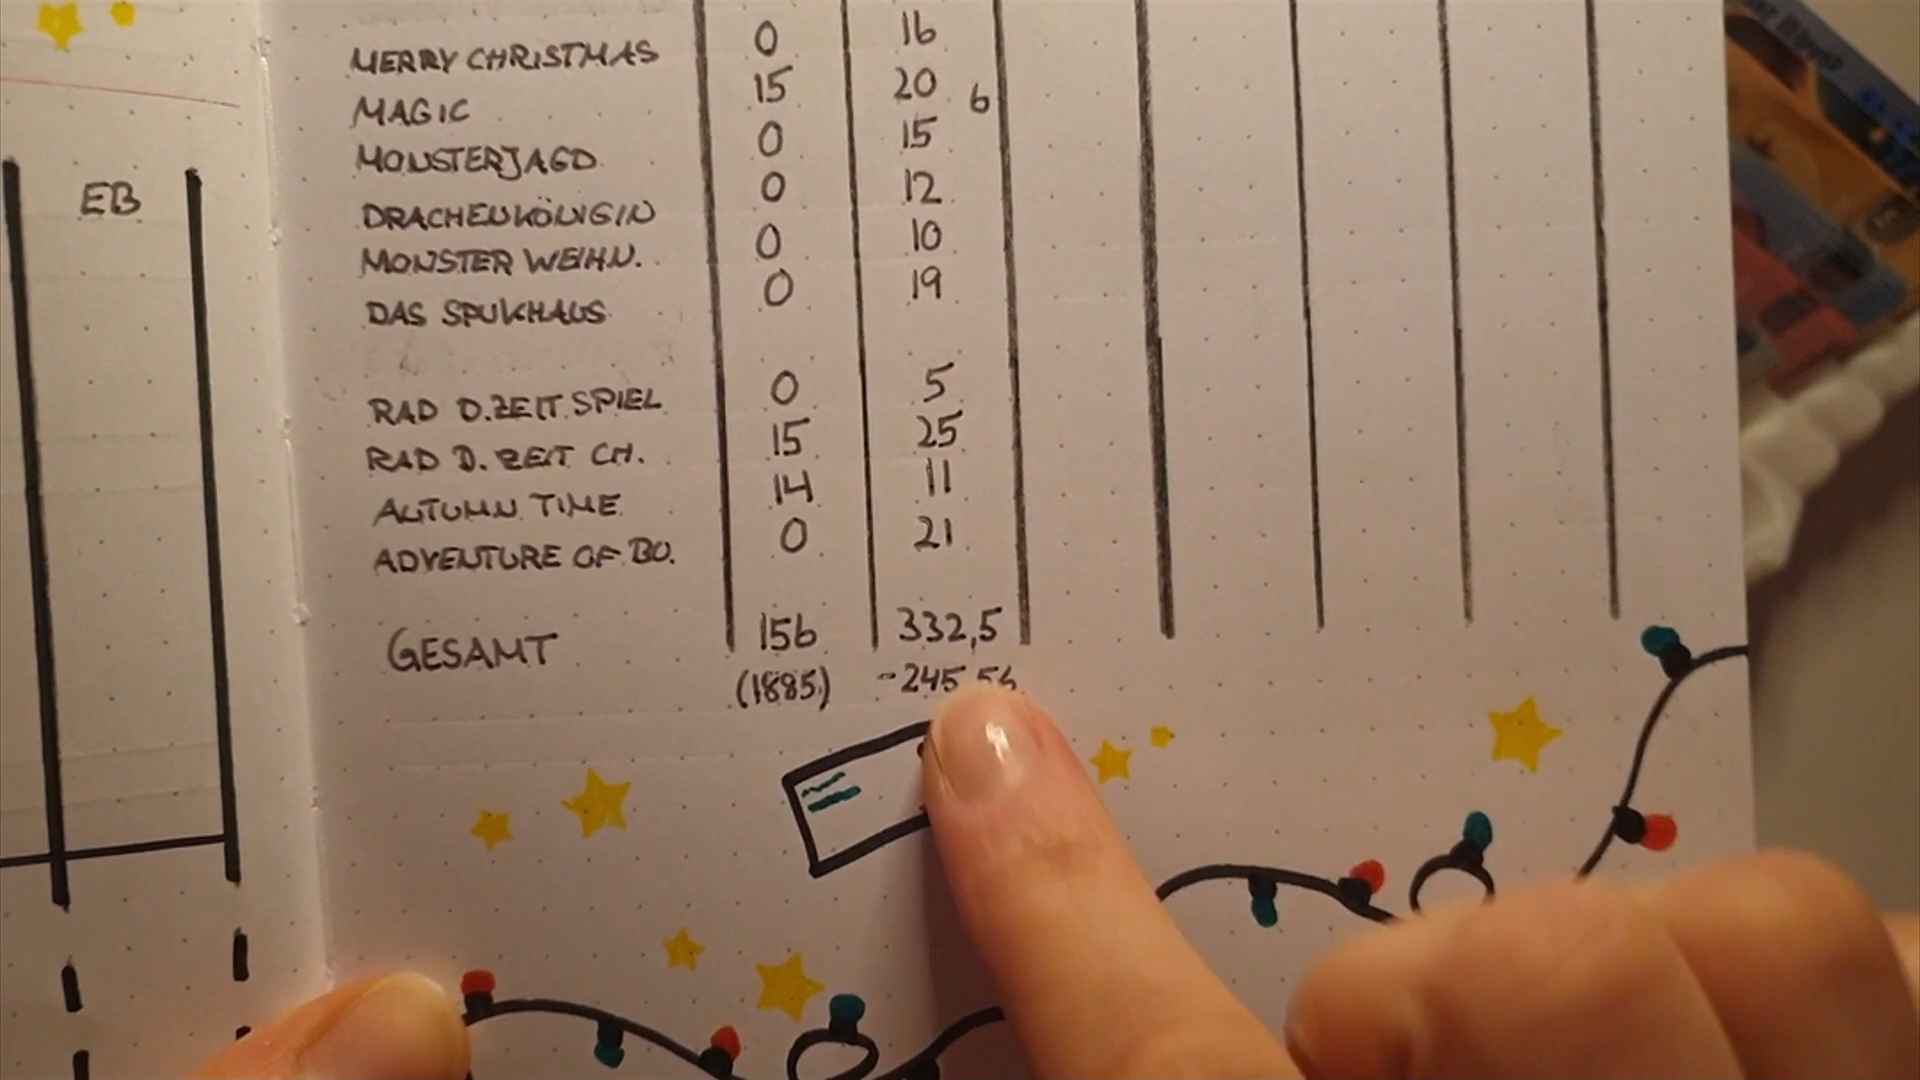 EB
MERRY CHRISTMAS 0 16
MAGIC 15 20 6
MONSTERJAGD 0 15
DRACHENKÖNIGIN 0 12
MONSTER WEIHN. 0 10
DAS SPUKHAUS 0 19
RAD D.ZEIT SPIEL 0 5
RAD D. ZEIT CH. 15 25
AUTUMN TIME 14 11
ADVENTURE OF BO. 0 21
GESAMT 156 332,5
(1885) -245,56